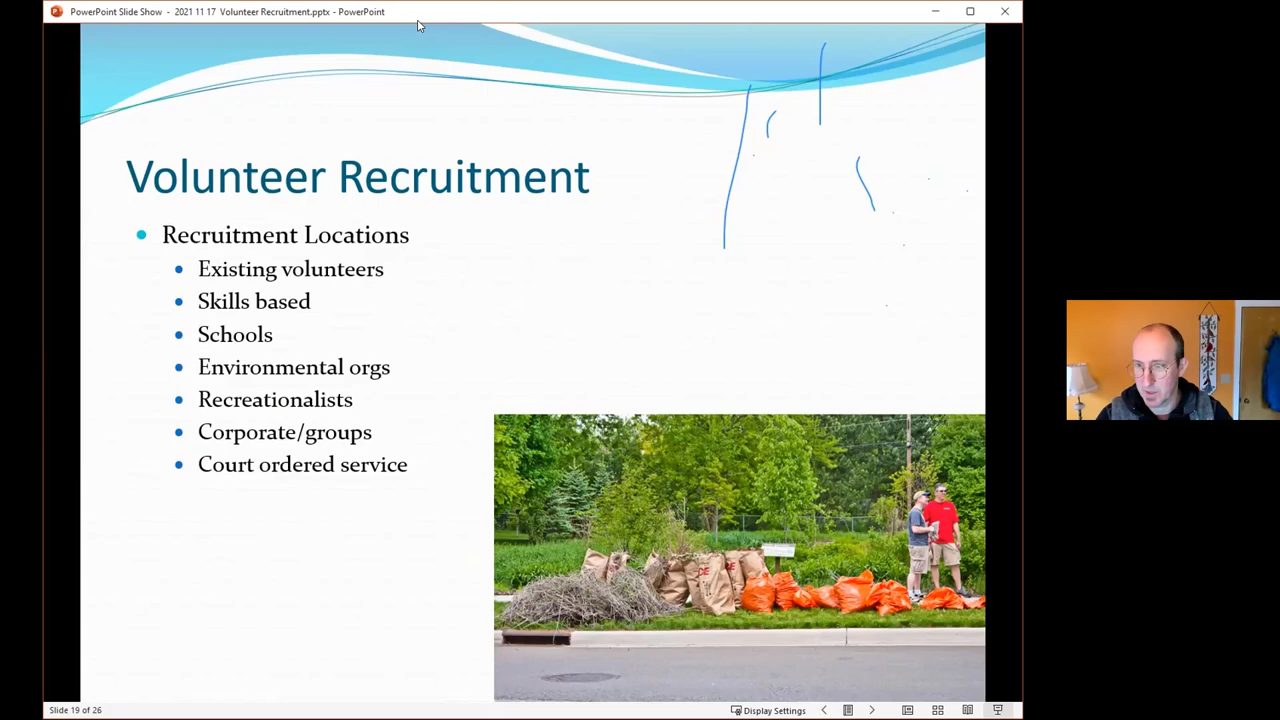 PowerPoint Slide Show - 2021 11 17 Volunteer Recruitment.pptx - PowerPoint
Volunteer Recruitment
Recruitment Locations
Existing volunteers
Skills based
Schools
Environmental orgs
Recreationalists
Corporate/groups
Court ordered service
Slide 19 of 26
Display Settings